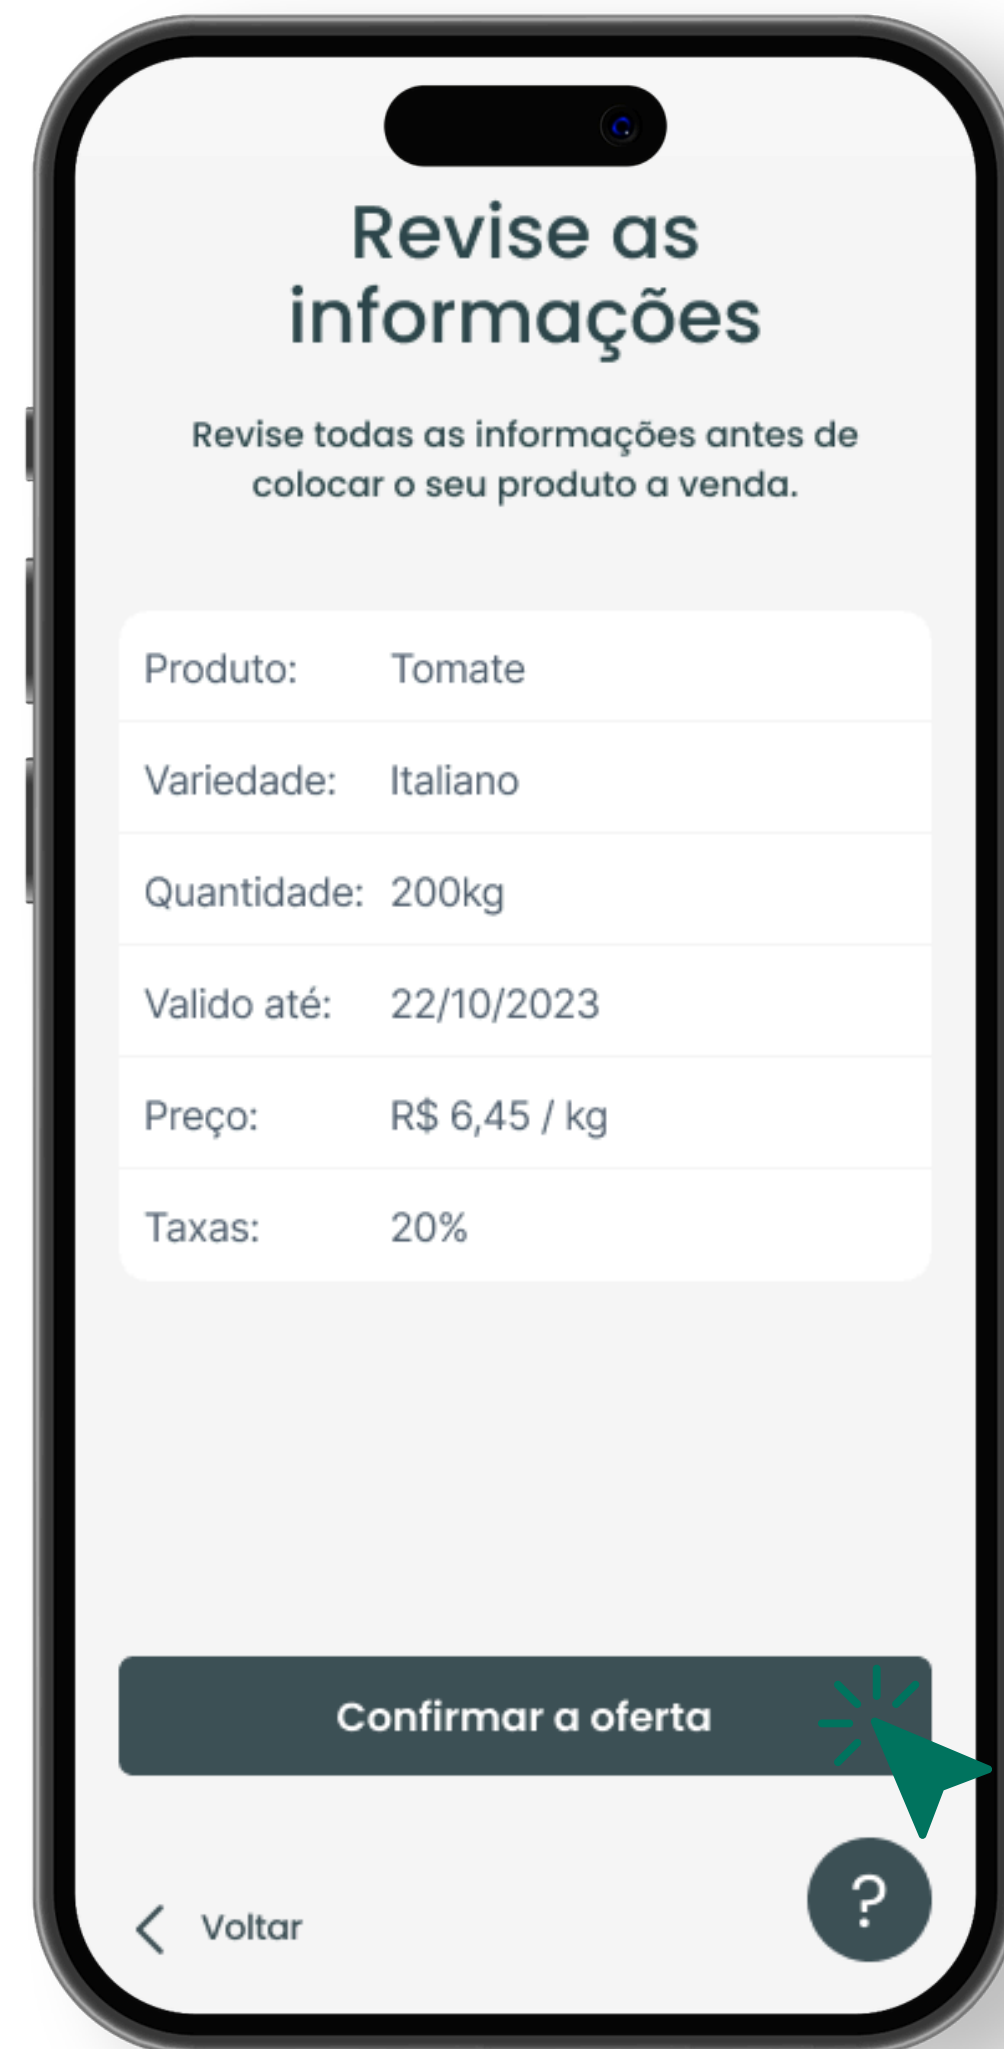 Revise as
informações
Revise todas as informações antes de
colocar o seu produto a venda.
Produto: Tomate
Variedade: Italiano
Quantidade: 200kg
Valido até: 22/10/2023
Preço: R$ 6,45 / kg
Taxas: 20%
Confirmar a oferta
?
Voltar